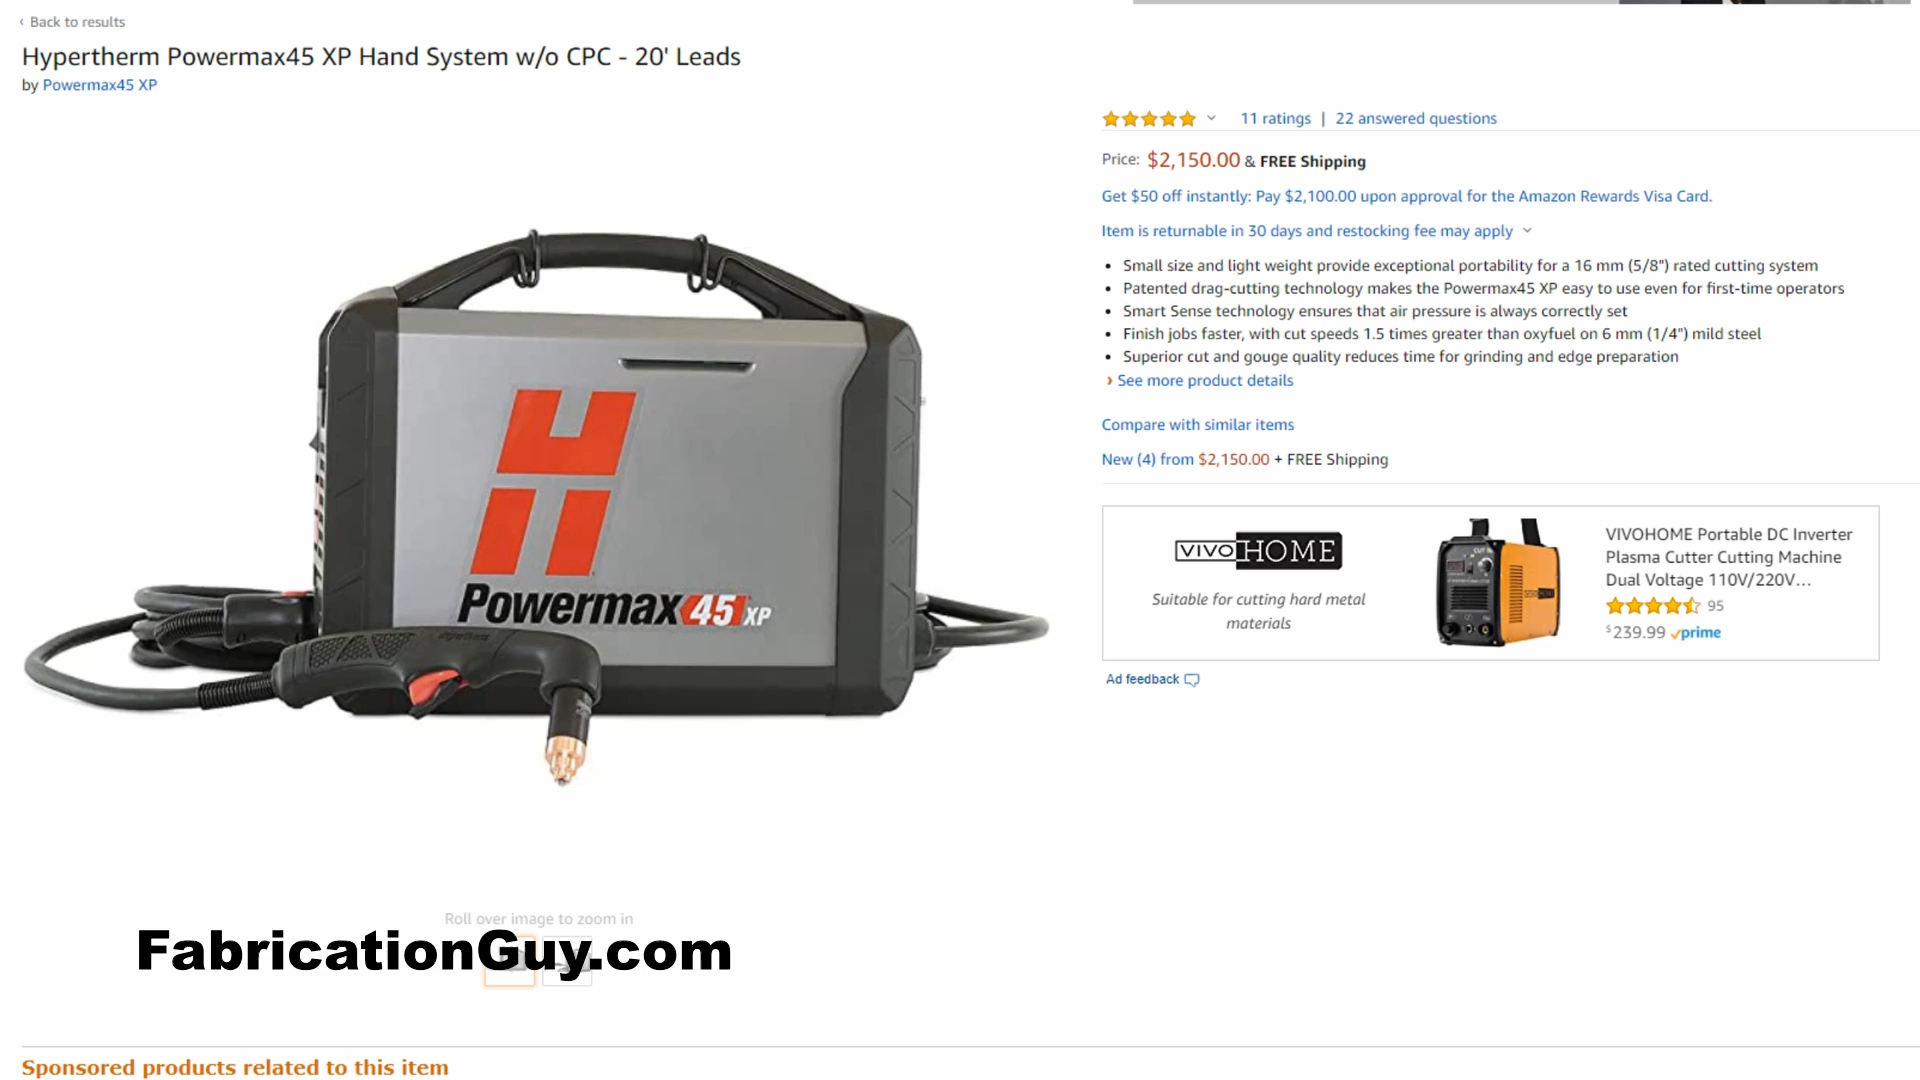 ‹ Back to results
Hypertherm Powermax45 XP Hand System w/o CPC - 20' Leads
by Powermax45 XP
11 ratings | 22 answered questions
Price: $2,150.00 & FREE Shipping
Get $50 off instantly: Pay $2,100.00 upon approval for the Amazon Rewards Visa Card.
Item is returnable in 30 days and restocking fee may apply
• Small size and light weight provide exceptional portability for a 16 mm (5/8") rated cutting system
• Patented drag-cutting technology makes the Powermax45 XP easy to use even for first-time operators
• Smart Sense technology ensures that air pressure is always correctly set
• Finish jobs faster, with cut speeds 1.5 times greater than oxyfuel on 6 mm (1/4") mild steel
• Superior cut and gouge quality reduces time for grinding and edge preparation
› See more product details
Compare with similar items
New (4) from $2,150.00 + FREE Shipping
Powermax 45 XP
VIVOHOME
Suitable for cutting hard metal
materials
VIVOHOME Portable DC Inverter
Plasma Cutter Cutting Machine
Dual Voltage 110V/220V...
95
$239.99 prime
Ad feedback
Roll over image to zoom in
FabricationGuy.com
Sponsored products related to this item